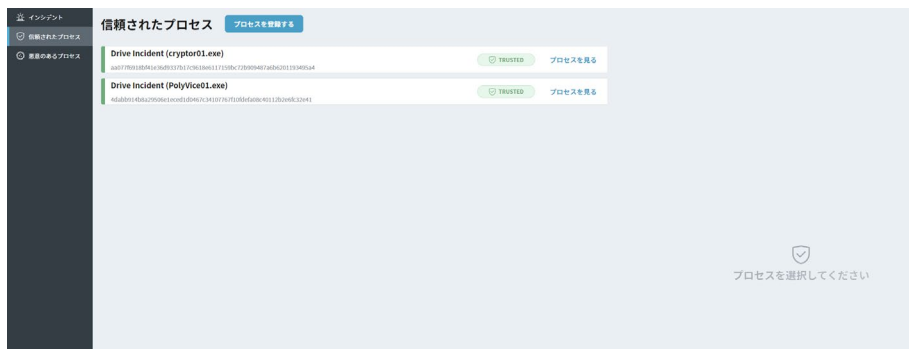 インシデント
信頼されたプロセス
悪意のあるプロセス
信頼されたプロセス
プロセスを登録する
Drive Incident (cryptor01.exe)
TRUSTED
プロセスを見る
Drive Incident (PolyVice01.exe)
TRUSTED
プロセスを見る
プロセスを選択してください